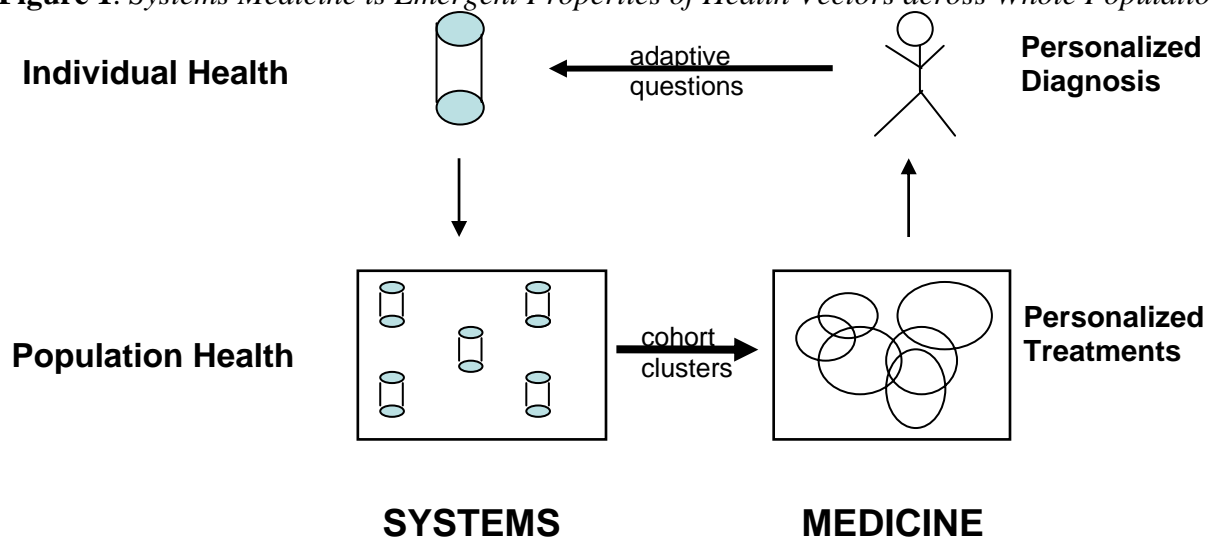 Figure 1. Systems Medicine is Emergent Properties of Health Vectors across Whole
Individual Health
adaptive
questions
Personalized
Diagnosis
Population Health
cohort
clusters
Personalized
Treatments
SYSTEMS
MEDICINE